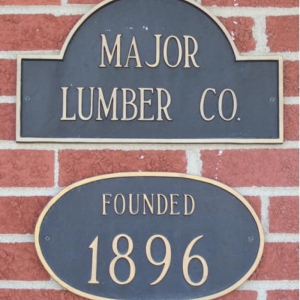 MAJOR
LUMBER CO.
FOUNDED
1896